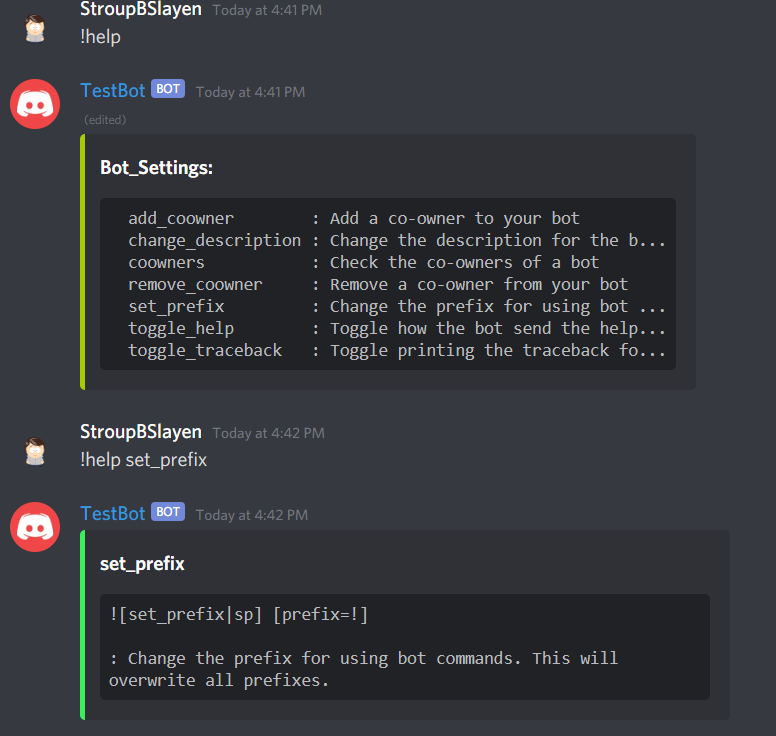 StroupBSlayen Today at 4:41 PM
!help
TestBot BOT Today at 4:41 PM
(edited)
Bot_Settings:
add_coowner : Add a co-owner to your bot
change_description : Change the description for the b...
coowners : Check the co-owners of a bot
remove_coowner : Remove a co-owner from your bot
set_prefix : Change the prefix for using bot ...
toggle_help : Toggle how the bot send the help...
toggle_traceback : Toggle printing the traceback fo...
StroupBSlayen Today at 4:42 PM
!help set_prefix
TestBot BOT Today at 4:42 PM
set_prefix
![set_prefix|sp] [prefix=!]
: Change the prefix for using bot commands. This will
overwrite all prefixes.